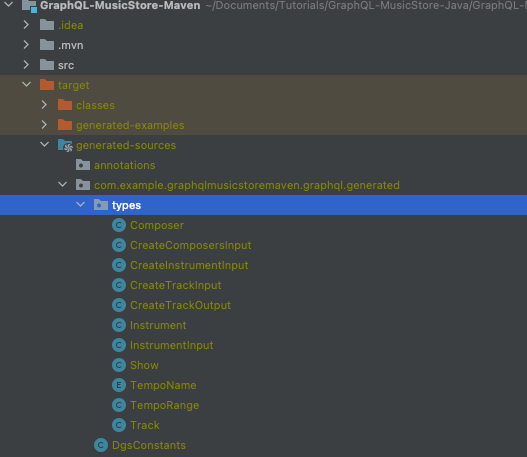 GraphQL-MusicStore-Maven ~/Documents/Tutorials/GraphQL-MusicStore-Java/GraphQL-M
.idea
.mvn
src
target
classes
generated-examples
generated-sources
annotations
com.example.graphqlmusicstoremaven.graphql.generated
types
C Composer
C CreateComposersInput
C CreateInstrumentInput
C CreateTrackInput
C CreateTrackOutput
C Instrument
C InstrumentInput
C Show
E TempoName
C TempoRange
C Track
C DgsConstants